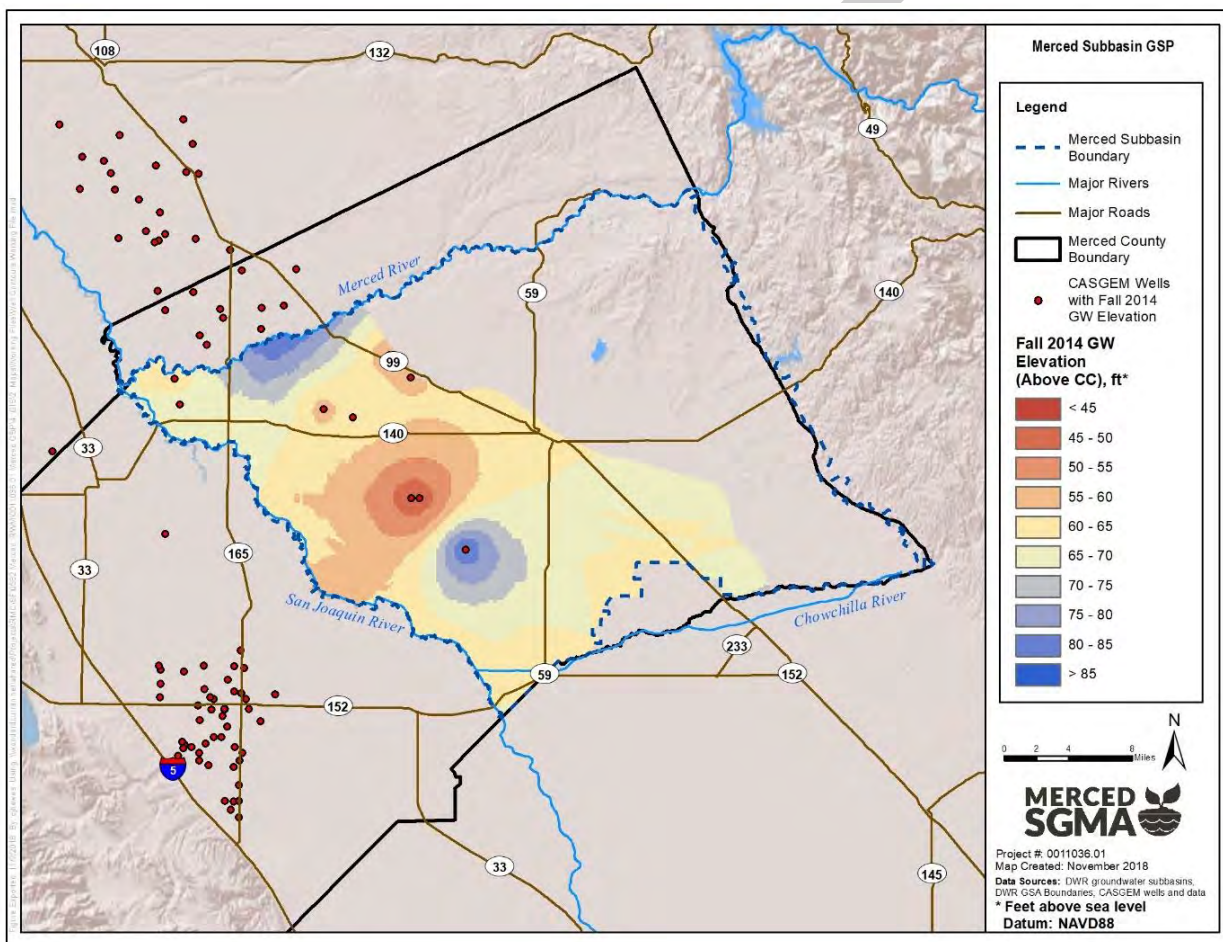 108
132
49
Merced River
59
140
99
140
33
165
33
San Joaquin River
Chowchilla River
233
59
152
152
5
33
145
Merced Subbasin GSP
Legend
Merced Subbasin
Boundary
Major Rivers
Major Roads
Merced County
Boundary
CASGEM Wells
with Fall 2014
GW Elevation
Fall 2014 GW
Elevation
(Above CC), ft*
< 45
45 - 50
50 - 55
55 - 60
60 - 65
65 - 70
70 - 75
75 - 80
80 - 85
> 85
N
0 2 4 8
Miles
MERCED
SGMA
Project #: 0011036.01
Map Created: November 2018
Data Sources: DWR groundwater subbasins,
DWR GSA Boundaries, CASGEM wells and data
* Feet above sea level
Datum: NAVD88